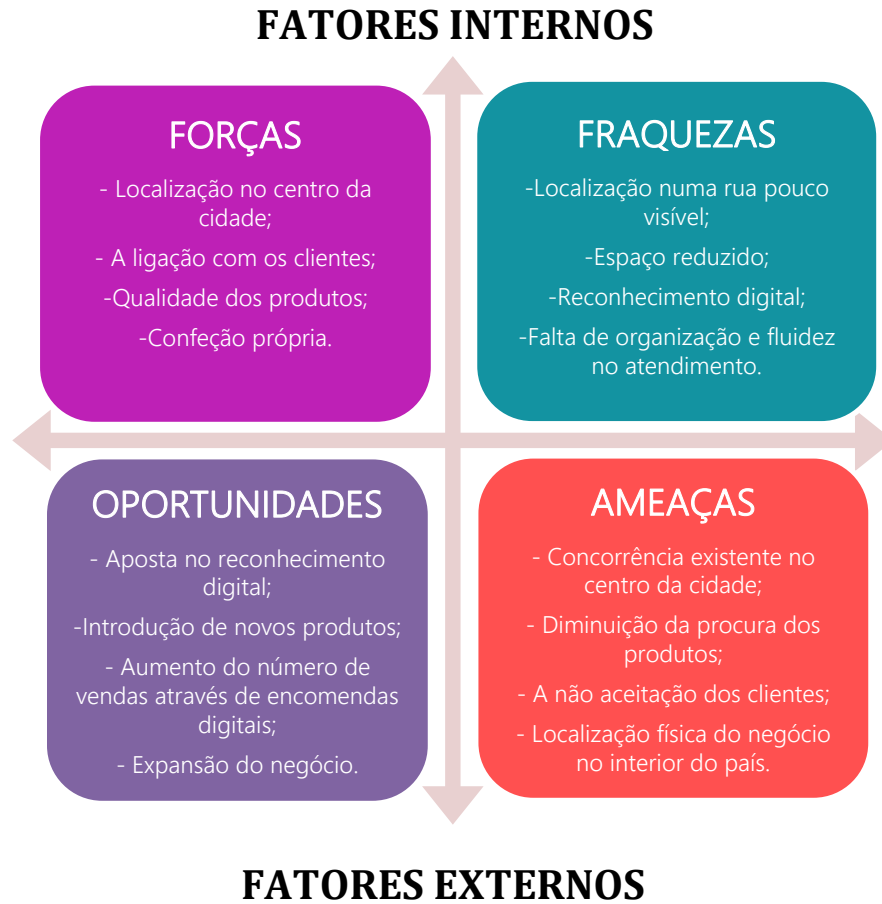 FATORES INTERNOS
FORÇAS
- Localização no centro da
cidade;
- A ligação com os clientes;
-Qualidade dos produtos;
-Confeção própria.
FRAQUEZAS
-Localização numa rua pouco
visível;
-Espaço reduzido;
-Reconhecimento digital;
-Falta de organização e fluidez
no atendimento.
OPORTUNIDADES
- Aposta no reconhecimento
digital;
-Introdução de novos produtos;
- Aumento do número de
vendas através de encomendas
digitais;
- Expansão do negócio.
AMEAÇAS
- Concorrência existente no
centro da cidade;
- Diminuição da procura dos
produtos;
- A não aceitação dos clientes;
- Localização física do negócio
no interior do país.
FATORES EXTERNOS